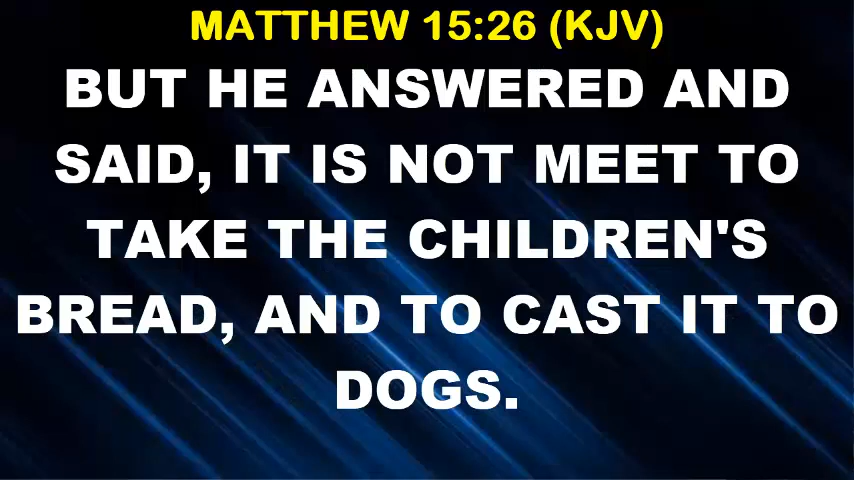 MATTHEW 15:26 (KJV)
BUT HE ANSWERED AND
SAID, IT IS NOT MEET TO
TAKE THE CHILDREN'S
BREAD, AND TO CAST IT TO
DOGS.